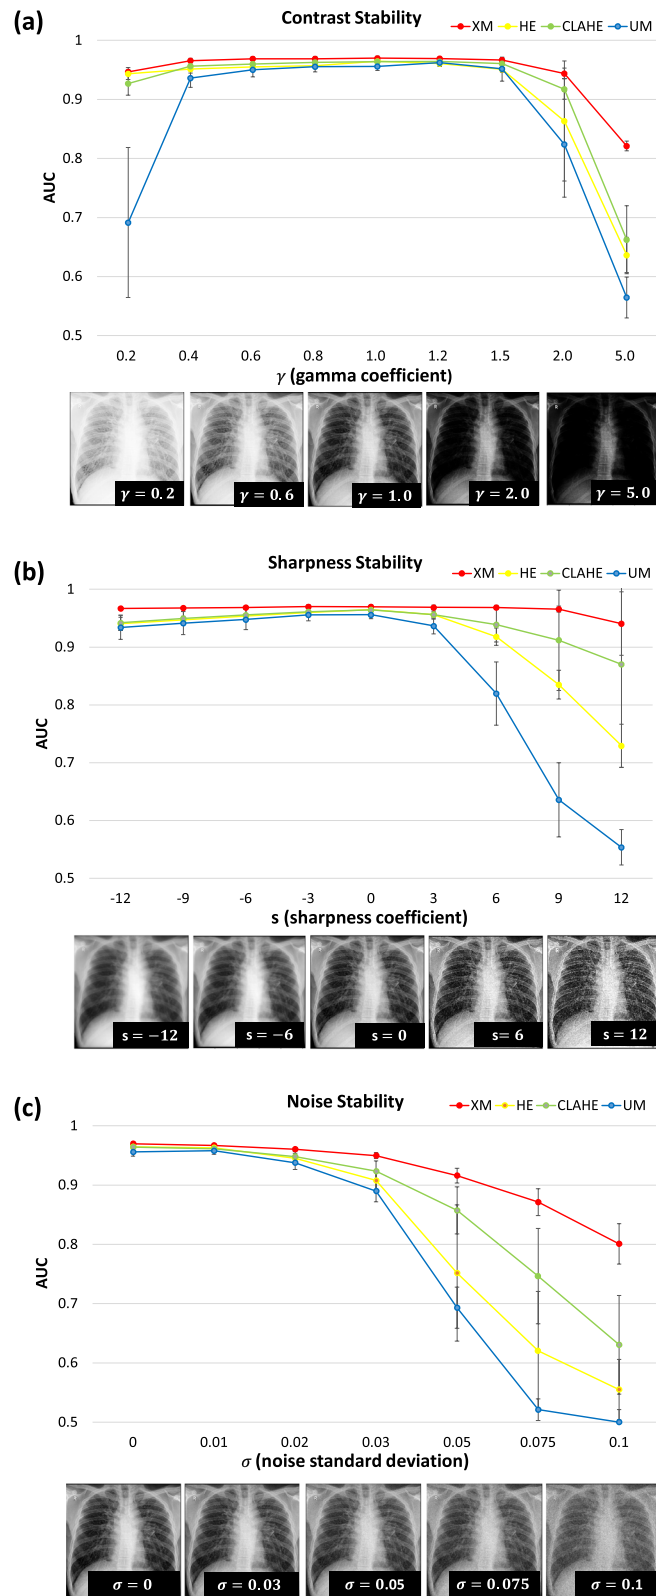 (a)
Contrast Stability
XM HE CLAHE UM
1
0.9
0.8
0.7
0.6
0.5
AUC
0.2 0.4 0.6 0.8 1.0 1.2 1.5 2.0 5.0
γ (gamma coefficient)
γ = 0.2 γ = 0.6 γ = 1.0 γ = 2.0 γ = 5.0
(b)
Sharpness Stability
XM HE CLAHE UM
1
0.9
0.8
0.7
0.6
0.5
AUC
-12 -9 -6 -3 0 3 6 9 12
s (sharpness coefficient)
s = −12 s = −6 s = 0 s= 6 s = 12
(c)
Noise Stability
XM HE CLAHE UM
1
0.9
0.8
0.7
0.6
0.5
AUC
0 0.01 0.02 0.03 0.05 0.075 0.1
σ (noise standard deviation)
σ = 0 σ = 0.03 σ = 0.05 σ = 0.075 σ = 0.1